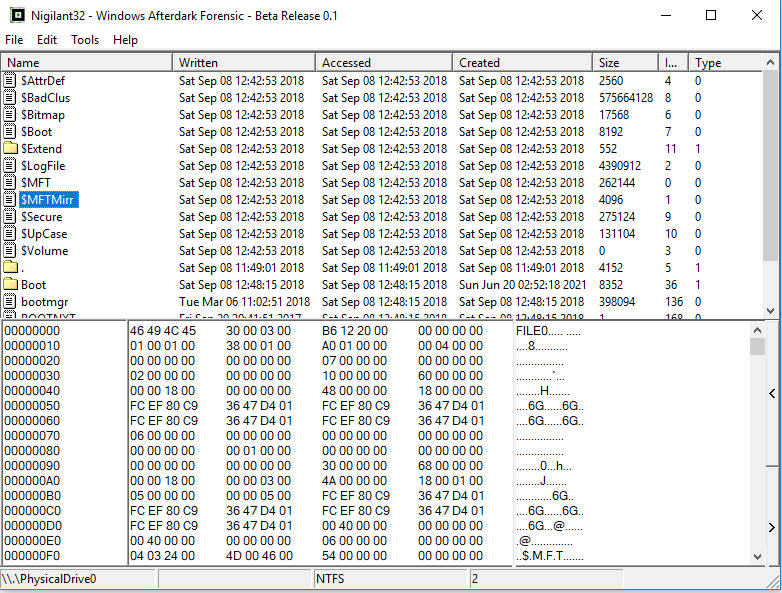 Nigilant32 - Windows Afterdark Forensic - Beta Release 0.1
File Edit Tools Help
Name Written Accessed Created Size I... Type
$AttrDef Sat Sep 08 12:42:53 2018 Sat Sep 08 12:42:53 2018 Sat Sep 08 12:42:53 2018 2560 4 0
$BadClus Sat Sep 08 12:42:53 2018 Sat Sep 08 12:42:53 2018 Sat Sep 08 12:42:53 2018 575664128 8 0
$Bitmap Sat Sep 08 12:42:53 2018 Sat Sep 08 12:42:53 2018 Sat Sep 08 12:42:53 2018 17568 6 0
$Boot Sat Sep 08 12:42:53 2018 Sat Sep 08 12:42:53 2018 Sat Sep 08 12:42:53 2018 8192 7 0
$Extend Sat Sep 08 12:42:53 2018 Sat Sep 08 12:42:53 2018 Sat Sep 08 12:42:53 2018 552 11 1
$LogFile Sat Sep 08 12:42:53 2018 Sat Sep 08 12:42:53 2018 Sat Sep 08 12:42:53 2018 4390912 2 0
$MFT Sat Sep 08 12:42:53 2018 Sat Sep 08 12:42:53 2018 Sat Sep 08 12:42:53 2018 262144 0 0
$MFTMirr Sat Sep 08 12:42:53 2018 Sat Sep 08 12:42:53 2018 Sat Sep 08 12:42:53 2018 4096 1 0
$Secure Sat Sep 08 12:42:53 2018 Sat Sep 08 12:42:53 2018 Sat Sep 08 12:42:53 2018 275124 9 0
$UpCase Sat Sep 08 12:42:53 2018 Sat Sep 08 12:42:53 2018 Sat Sep 08 12:42:53 2018 131104 10 0
$Volume Sat Sep 08 12:42:53 2018 Sat Sep 08 12:42:53 2018 Sat Sep 08 12:42:53 2018 0 3 0
. Sat Sep 08 11:49:01 2018 Sat Sep 08 11:49:01 2018 Sat Sep 08 11:49:01 2018 4152 5 1
Boot Sat Sep 08 12:48:15 2018 Sat Sep 08 12:48:15 2018 Sun Jun 20 02:52:18 2021 8352 36 1
bootmgr Tue Mar 06 11:02:51 2018 Sat Sep 08 12:48:15 2018 Sat Sep 08 12:48:15 2018 398094 136 0
BOOTNXT Sat Sep 08 12:48:15 2018 Sat Sep 08 12:48:15 2018 1 168 0
00000000 46 49 4C 45 30 00 03 00 B6 12 20 00 00 00 00 00 FILE0..... .....
00000010 01 00 01 00 38 00 01 00 A0 01 00 00 00 04 00 00 ....8...........
00000020 00 00 00 00 00 00 00 00 07 00 00 00 00 00 00 00 ................
00000030 02 00 00 00 00 00 00 00 10 00 00 00 60 00 00 00 ............`...
00000040 00 00 18 00 00 00 00 00 48 00 00 00 18 00 00 00 ........H.......
00000050 FC EF 80 C9 36 47 D4 01 FC EF 80 C9 36 47 D4 01 ....6G......6G..
00000060 FC EF 80 C9 36 47 D4 01 FC EF 80 C9 36 47 D4 01 ....6G......6G..
00000070 06 00 00 00 00 00 00 00 00 00 00 00 00 00 00 00 ................
00000080 00 00 00 00 00 01 00 00 00 00 00 00 00 00 00 00 ................
00000090 00 00 00 00 00 00 00 00 30 00 00 00 68 00 00 00 ........0...h...
000000A0 00 00 18 00 00 00 03 00 4A 00 00 00 18 00 01 00 ........J.......
000000B0 05 00 00 00 00 00 05 00 FC EF 80 C9 36 47 D4 01 ............6G..
000000C0 FC EF 80 C9 36 47 D4 01 FC EF 80 C9 36 47 D4 01 ....6G......6G..
000000D0 FC EF 80 C9 36 47 D4 01 00 40 00 00 00 00 00 00 ....6G...@......
000000E0 00 40 00 00 00 00 00 00 06 00 00 00 00 00 00 00 .@..............
000000F0 04 03 24 00 4D 00 46 00 54 00 00 00 00 00 00 00 ..$.M.F.T.......
\\.\PhysicalDrive0 NTFS 2